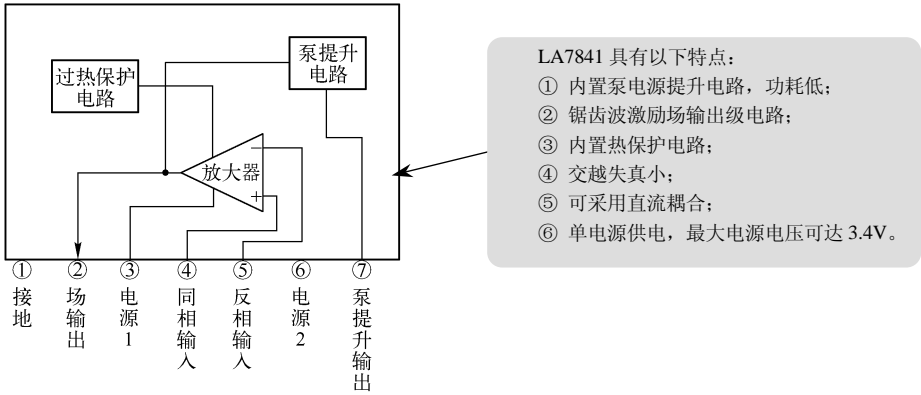 过热保护
电路
泵提升
电路
放大器
－
＋
① ② ③ ④ ⑤ ⑥ ⑦
接地
场输出
电源1
同相输入
反相输入
电源2
泵提升输出
LA7841 具有以下特点：
① 内置泵电源提升电路，功耗低；
② 锯齿波激励场输出级电路；
③ 内置热保护电路；
④ 交越失真小；
⑤ 可采用直流耦合；
⑥ 单电源供电，最大电源电压可达 3.4V。